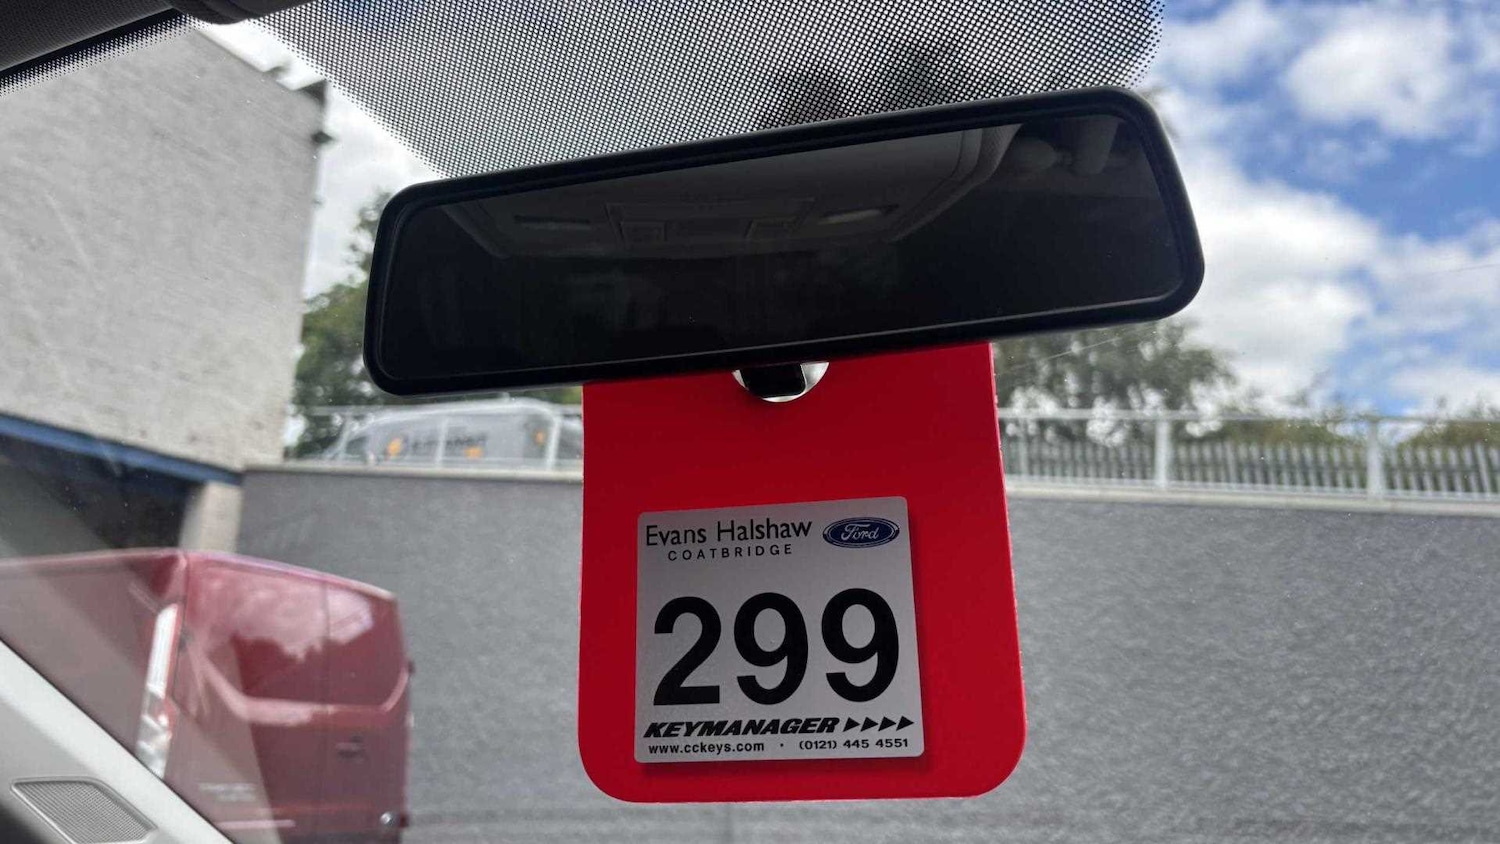 Evans Halshaw Ford
COATBRIDGE
299
KEYMANAGER
www.cckeys.com · (0121) 445 4551